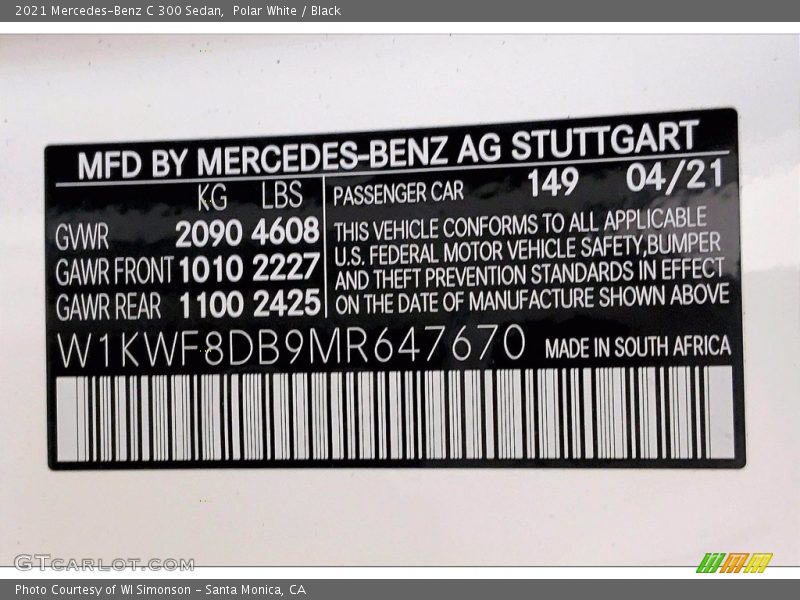 2021 Mercedes-Benz C 300 Sedan,  Polar White / Black
MFD BY MERCEDES-BENZ AG STUTTGART
KG LBS
PASSENGER CAR 149 04/21
GVWR 2090 4608
GAWR FRONT 1010 2227
GAWR REAR 1100 2425
THIS VEHICLE CONFORMS TO ALL APPLICABLE
U.S. FEDERAL MOTOR VEHICLE SAFETY,BUMPER
AND THEFT PREVENTION STANDARDS IN EFFECT
ON THE DATE OF MANUFACTURE SHOWN ABOVE
W1KWF8DB9MR647670 MADE IN SOUTH AFRICA
GTCARLOT.COM
Photo Courtesy of WI Simonson - Santa Monica, CA